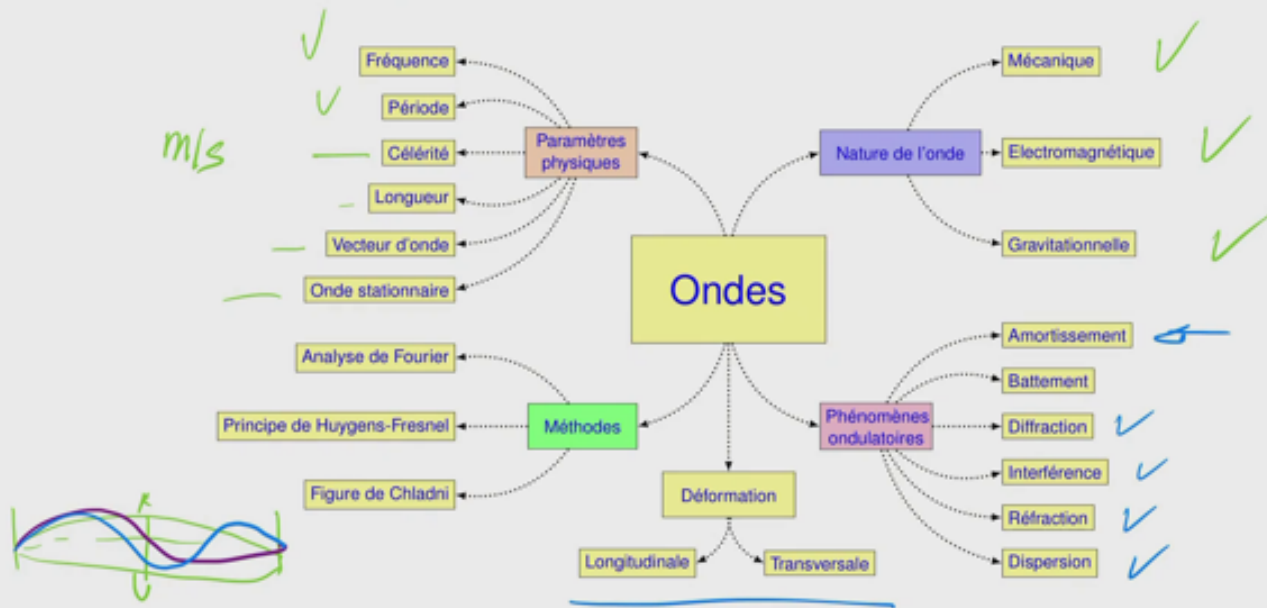 Fréquence
Période
m/s
Célérité
Longueur
Vecteur d'onde
Onde stationnaire
Paramètres
physiques
Nature de l'onde
Mécanique
Electromagnétique
Gravitationnelle
Ondes
Analyse de Fourier
Principe de Huygens-Fresnel
Figure de Chladni
Méthodes
Déformation
Longitudinale
Transversale
Phénomènes
ondulatoires
Amortissement
Battement
Diffraction
Interférence
Réfraction
Dispersion